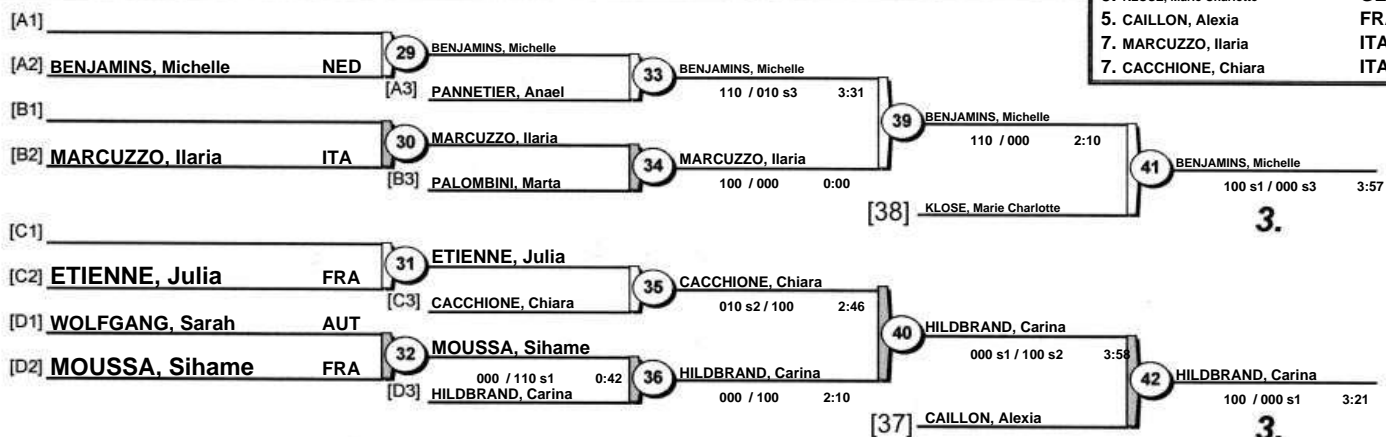 [A1]
[A2] BENJAMINS, Michelle NED
29
BENJAMINS, Michelle
[A3] PANNETIER, Anael
33
BENJAMINS, Michelle
110 / 010 s3 3:31
[B1]
[B2] MARCUZZO, Ilaria ITA
30
MARCUZZO, Ilaria
[B3] PALOMBINI, Marta
34
MARCUZZO, Ilaria
100 / 000 0:00
39
BENJAMINS, Michelle
110 / 000 2:10
[38] KLOSE, Marie Charlotte
41
BENJAMINS, Michelle
100 s1 / 000 s3 3:57
3.
[C1]
[C2] ETIENNE, Julia FRA
31
ETIENNE, Julia
[C3] CACCHIONE, Chiara
35
CACCHIONE, Chiara
010 s2 / 100 2:46
[D1] WOLFGANG, Sarah AUT
[D2] MOUSSA, Sihame FRA
32
MOUSSA, Sihame
000 / 110 s1 0:42
[D3] HILDBRAND, Carina
36
HILDBRAND, Carina
000 / 100 2:10
40
HILDBRAND, Carina
000 s1 / 100 s2 3:58
[37] CAILLON, Alexia
42
HILDBRAND, Carina
100 / 000 s1 3:21
3.
5. CAILLON, Alexia FRA
7. MARCUZZO, Ilaria ITA
7. CACCHIONE, Chiara ITA